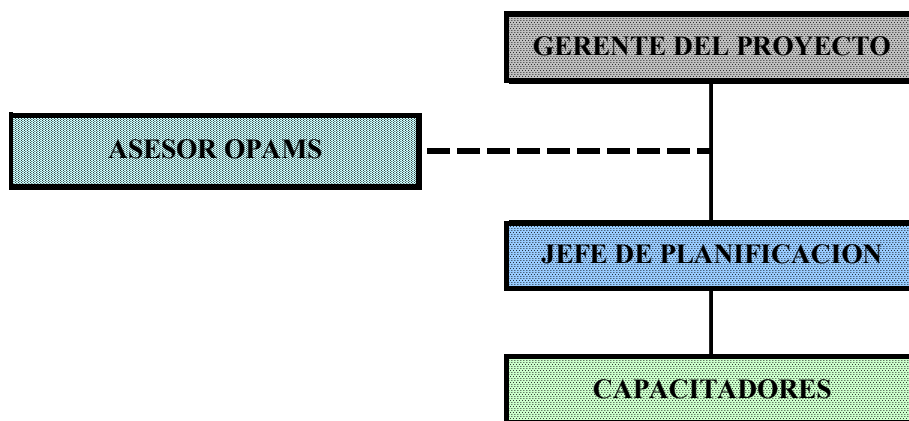 GERENTE DEL PROYECTO
ASESOR OPAMS
JEFE DE PLANIFICACION
CAPACITADORES